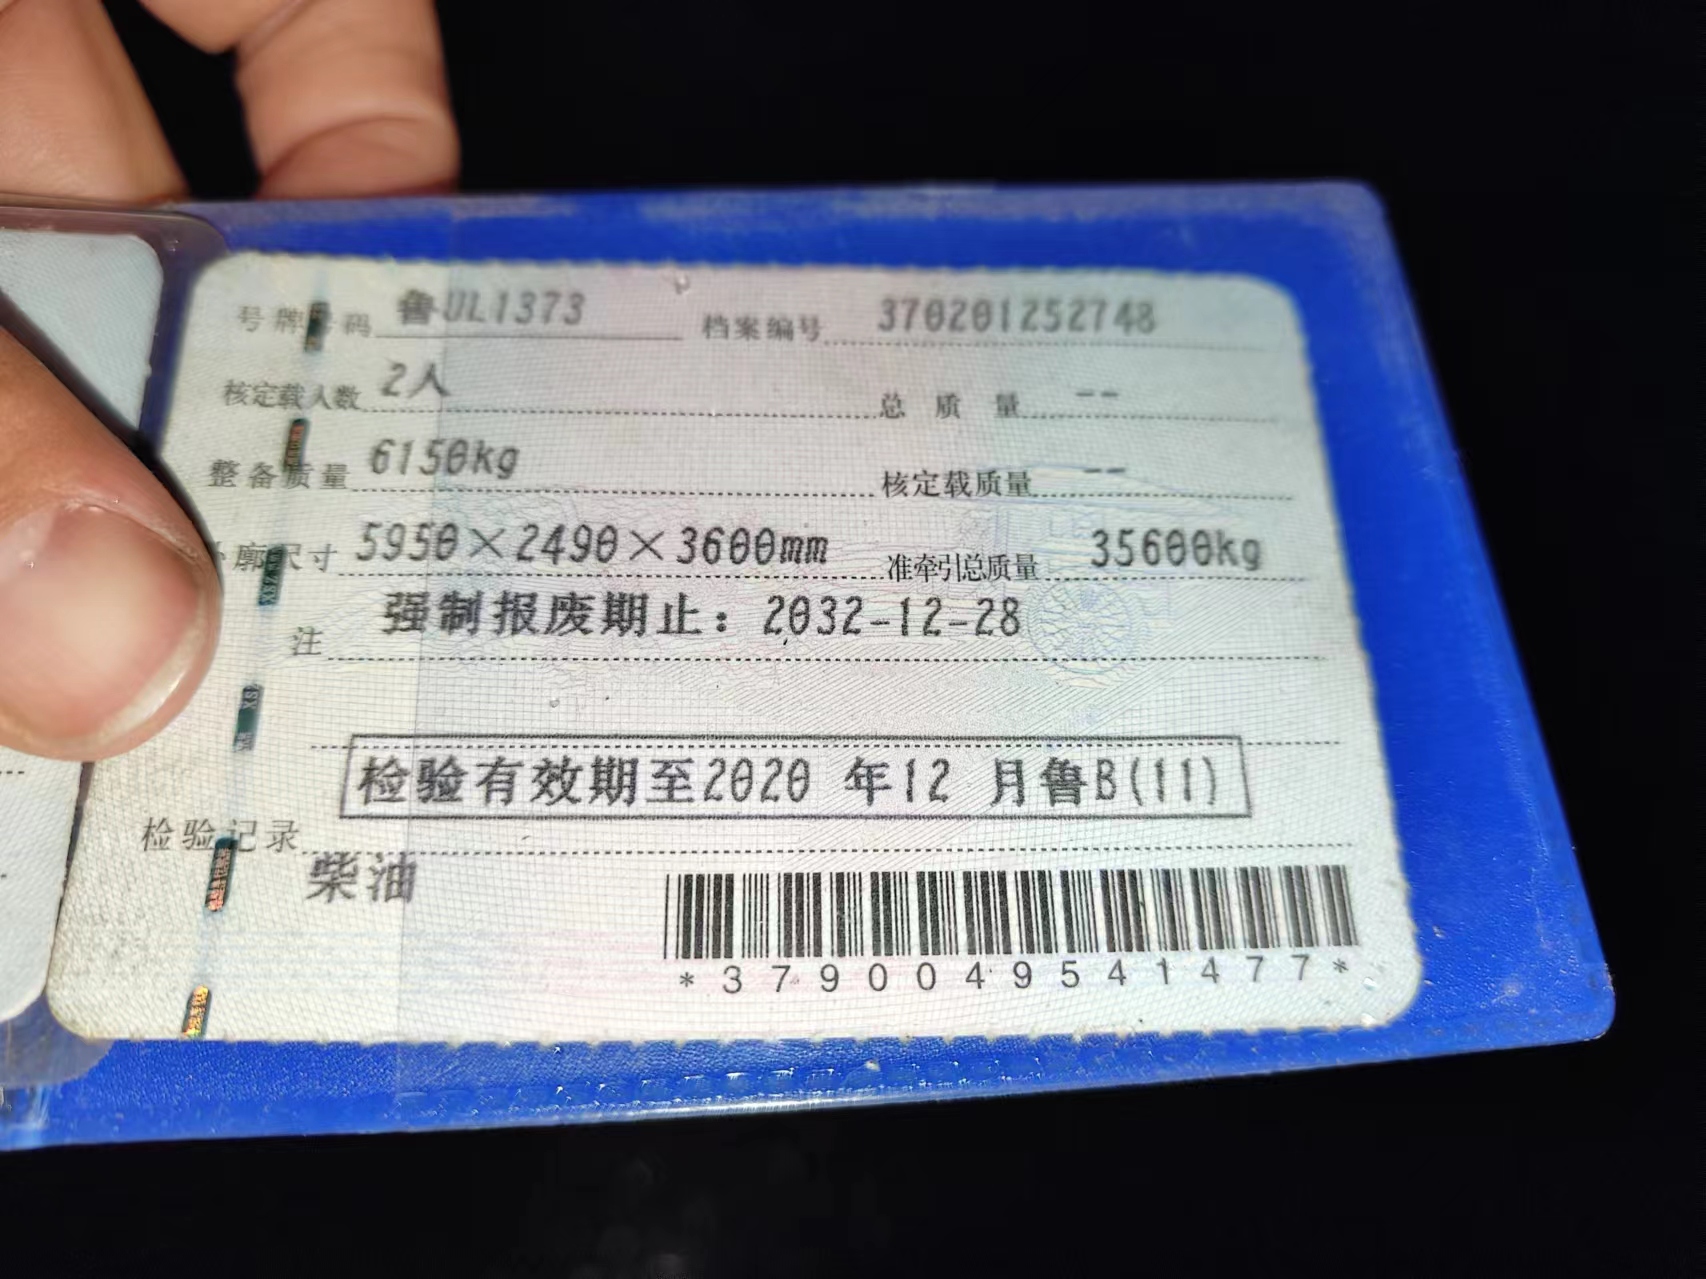 号牌号码 鲁UL1373 档案编号 370201252748
核定载人数 2人 总质量 --
整备质量 6150kg 核定载质量 --
廓尺寸 5950×2490×3600mm 准牵引总质量 35600kg
注 强制报废期止：2032-12-28
检验有效期至2020 年12 月鲁B(11)
检验记录
柴油
*3790049541477*